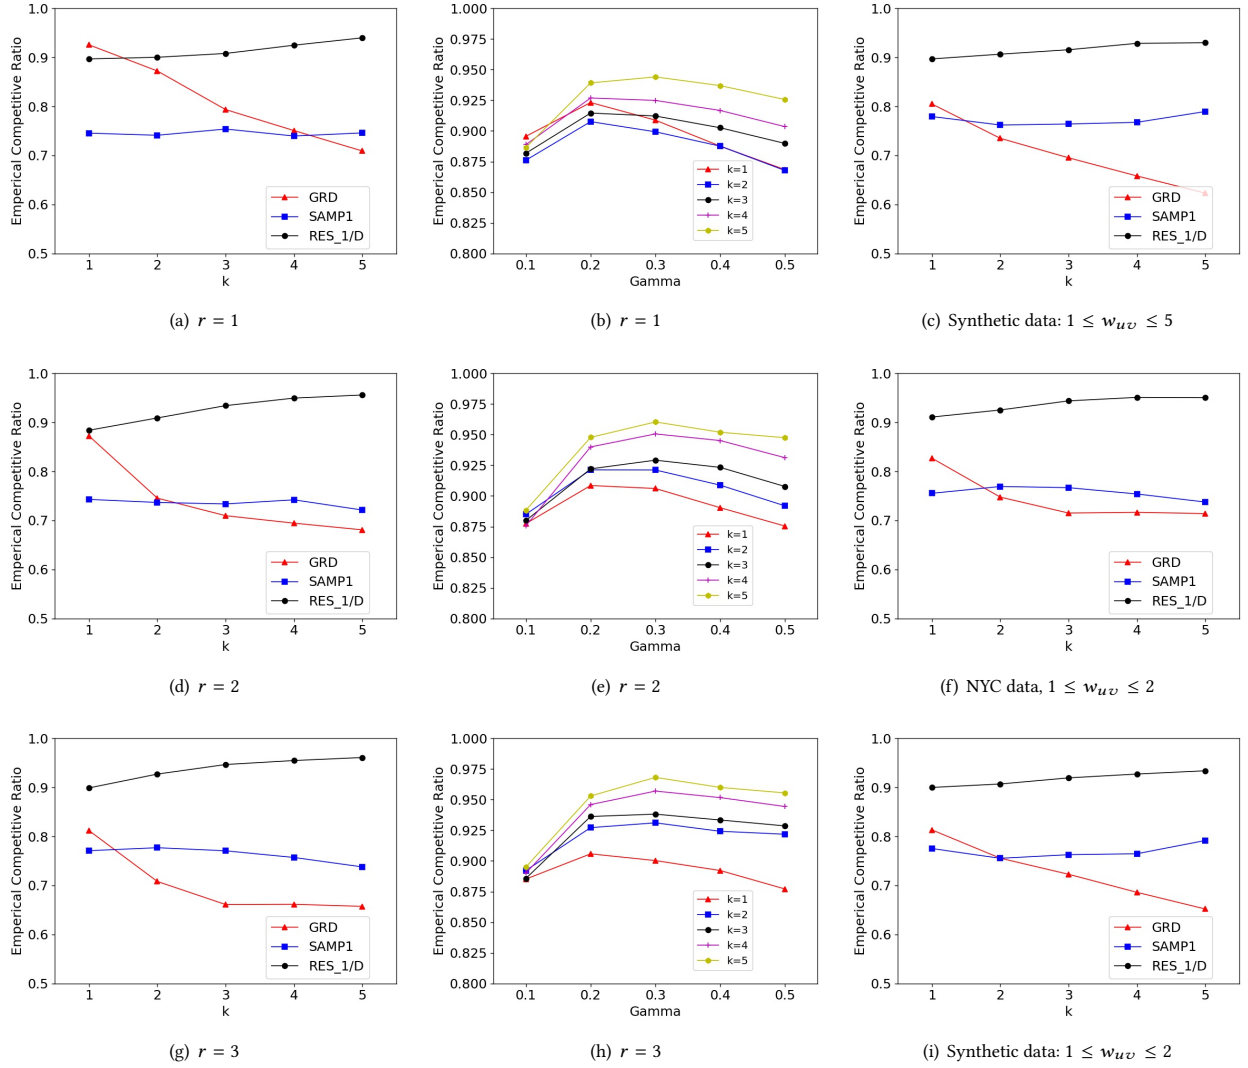 1.0
0.9
0.8
0.7
0.6
0.5
Emperical Competitive Ratio
1 2 3 4 5
k
GRD
SAMP1
RES_1/D
(a) r = 1
1.000
0.975
0.950
0.925
0.900
0.875
0.850
0.825
0.800
Emperical Competitive Ratio
0.1 0.2 0.3 0.4 0.5
Gamma
k=1
k=2
k=3
k=4
k=5
(b) r = 1
1.0
0.9
0.8
0.7
0.6
0.5
Emperical Competitive Ratio
1 2 3 4 5
k
GRD
SAMP1
RES_1/D
(c) Synthetic data: 1 ≤ w_{uv} ≤ 5
1.0
0.9
0.8
0.7
0.6
0.5
Emperical Competitive Ratio
1 2 3 4 5
k
GRD
SAMP1
RES_1/D
(d) r = 2
1.000
0.975
0.950
0.925
0.900
0.875
0.850
0.825
0.800
Emperical Competitive Ratio
0.1 0.2 0.3 0.4 0.5
Gamma
k=1
k=2
k=3
k=4
k=5
(e) r = 2
1.0
0.9
0.8
0.7
0.6
0.5
Emperical Competitive Ratio
1 2 3 4 5
k
GRD
SAMP1
RES_1/D
(f) NYC data, 1 ≤ w_{uv} ≤ 2
1.0
0.9
0.8
0.7
0.6
0.5
Emperical Competitive Ratio
1 2 3 4 5
k
GRD
SAMP1
RES_1/D
(g) r = 3
1.000
0.975
0.950
0.925
0.900
0.875
0.850
0.825
0.800
Emperical Competitive Ratio
0.1 0.2 0.3 0.4 0.5
Gamma
k=1
k=2
k=3
k=4
k=5
(h) r = 3
1.0
0.9
0.8
0.7
0.6
0.5
Emperical Competitive Ratio
1 2 3 4 5
k
GRD
SAMP1
RES_1/D
(i) Synthetic data: 1 ≤ w_{uv} ≤ 2